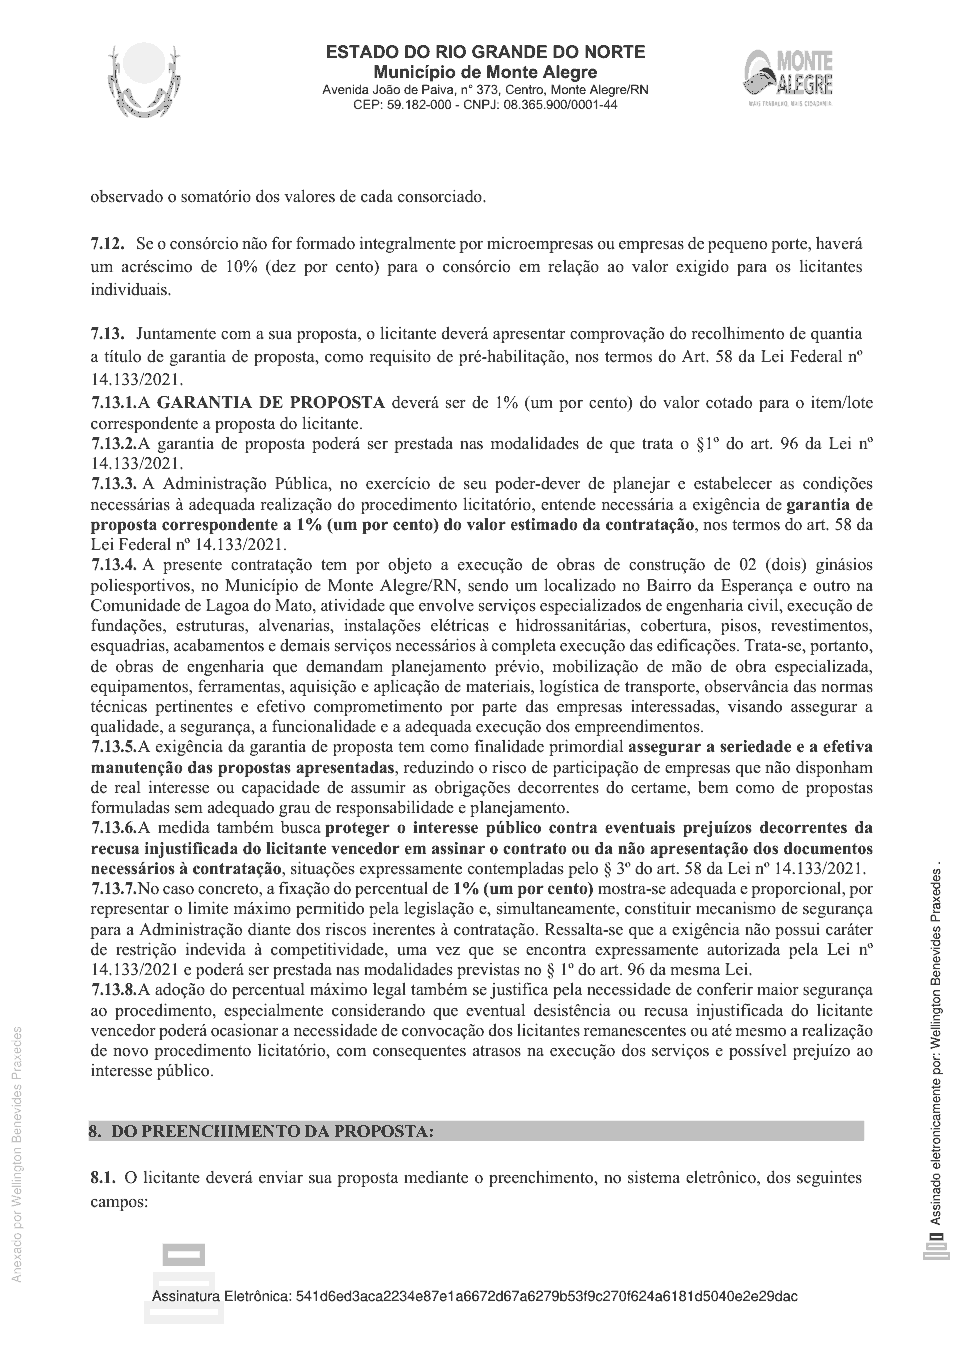 ESTADO DO RIO GRANDE DO NORTE
Município de Monte Alegre
Avenida João de Paiva, n° 373, Centro, Monte Alegre/RN
CEP: 59.182-000 - CNPJ: 08.365.900/0001-44
MONTE
ALEGRE
MAIS TRABALHO, MAIS CIDADANIA
observado o somatório dos valores de cada consorciado.
7.12. Se o consórcio não for formado integralmente por microempresas ou empresas de pequeno porte, haverá
um acréscimo de 10% (dez por cento) para o consórcio em relação ao valor exigido para os licitantes
individuais.
7.13. Juntamente com a sua proposta, o licitante deverá apresentar comprovação do recolhimento de quantia
a título de garantia de proposta, como requisito de pré-habilitação, nos termos do Art. 58 da Lei Federal nº
14.133/2021.
7.13.1.A GARANTIA DE PROPOSTA deverá ser de 1% (um por cento) do valor cotado para o item/lote
correspondente a proposta do licitante.
7.13.2.A garantia de proposta poderá ser prestada nas modalidades de que trata o §1º do art. 96 da Lei nº
14.133/2021.
7.13.3. A Administração Pública, no exercício de seu poder-dever de planejar e estabelecer as condições
necessárias à adequada realização do procedimento licitatório, entende necessária a exigência de garantia de
proposta correspondente a 1% (um por cento) do valor estimado da contratação, nos termos do art. 58 da
Lei Federal nº 14.133/2021.
7.13.4. A presente contratação tem por objeto a execução de obras de construção de 02 (dois) ginásios
poliesportivos, no Município de Monte Alegre/RN, sendo um localizado no Bairro da Esperança e outro na
Comunidade de Lagoa do Mato, atividade que envolve serviços especializados de engenharia civil, execução de
fundações, estruturas, alvenarias, instalações elétricas e hidrossanitárias, cobertura, pisos, revestimentos,
esquadrias, acabamentos e demais serviços necessários à completa execução das edificações. Trata-se, portanto,
de obras de engenharia que demandam planejamento prévio, mobilização de mão de obra especializada,
equipamentos, ferramentas, aquisição e aplicação de materiais, logística de transporte, observância das normas
técnicas pertinentes e efetivo comprometimento por parte das empresas interessadas, visando assegurar a
qualidade, a segurança, a funcionalidade e a adequada execução dos empreendimentos.
7.13.5.A exigência da garantia de proposta tem como finalidade primordial assegurar a seriedade e a efetiva
manutenção das propostas apresentadas, reduzindo o risco de participação de empresas que não disponham
de real interesse ou capacidade de assumir as obrigações decorrentes do certame, bem como de propostas
formuladas sem adequado grau de responsabilidade e planejamento.
7.13.6.A medida também busca proteger o interesse público contra eventuais prejuízos decorrentes da
recusa injustificada do licitante vencedor em assinar o contrato ou da não apresentação dos documentos
necessários à contratação, situações expressamente contempladas pelo § 3º do art. 58 da Lei nº 14.133/2021.
7.13.7.No caso concreto, a fixação do percentual de 1% (um por cento) mostra-se adequada e proporcional, por
representar o limite máximo permitido pela legislação e, simultaneamente, constituir mecanismo de segurança
para a Administração diante dos riscos inerentes à contratação. Ressalta-se que a exigência não possui caráter
de restrição indevida à competitividade, uma vez que se encontra expressamente autorizada pela Lei nº
14.133/2021 e poderá ser prestada nas modalidades previstas no § 1º do art. 96 da mesma Lei.
7.13.8.A adoção do percentual máximo legal também se justifica pela necessidade de conferir maior segurança
ao procedimento, especialmente considerando que eventual desistência ou recusa injustificada do licitante
vencedor poderá ocasionar a necessidade de convocação dos licitantes remanescentes ou até mesmo a realização
de novo procedimento licitatório, com consequentes atrasos na execução dos serviços e possível prejuízo ao
interesse público.
8. DO PREENCHIMENTO DA PROPOSTA:
8.1. O licitante deverá enviar sua proposta mediante o preenchimento, no sistema eletrônico, dos seguintes
campos:
Assinatura Eletrônica: 541d6ed3aca2234e87e1a6672d67a6279b53f9c270f624a6181d5040e2e29dac
Anexado por Wellington Benevides Praxedes
Assinado eletronicamente por: Wellington Benevides Praxedes .